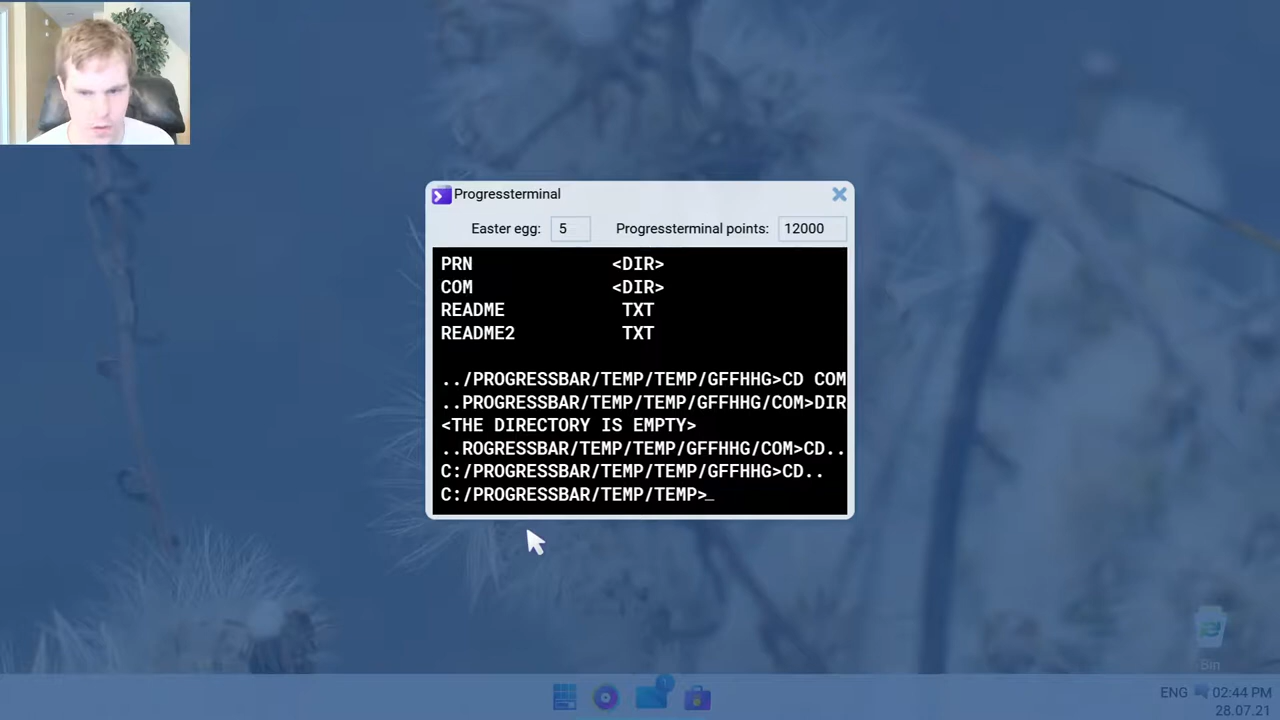 Progressterminal
Easter egg: 5 Progressterminal points: 12000
PRN <DIR>
COM <DIR>
README TXT
README2 TXT
../PROGRESSBAR/TEMP/TEMP/GFFHHG>CD COM
..PROGRESSBAR/TEMP/TEMP/GFFHHG/COM>DIR
<THE DIRECTORY IS EMPTY>
..ROGRESSBAR/TEMP/TEMP/GFFHHG/COM>CD..
C:/PROGRESSBAR/TEMP/TEMP/GFFHHG>CD..
C:/PROGRESSBAR/TEMP/TEMP>_
Bin
1
ENG 02:44 PM
28.07.21